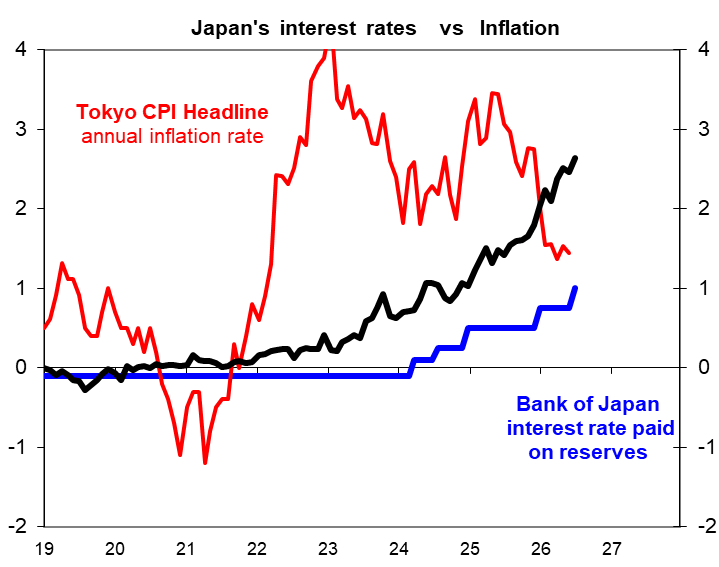 Japan's interest rates vs Inflation
4
4
Tokyo CPI Headline
annual inflation rate
3
3
2
2
1
1
0
0
Bank of Japan
interest rate paid
on reserves
-1
-1
-2
-2
19 20 21 22 23 24 25 26 27